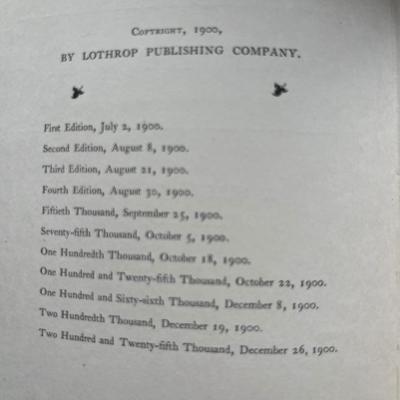 COPYRIGHT, 1900,
BY LOTHROP PUBLISHING COMPANY.
First Edition, July 2, 1900.
Second Edition, August 8, 1900.
Third Edition, August 21, 1900.
Fourth Edition, August 30, 1900.
Fiftieth Thousand, September 25, 1900.
Seventy-fifth Thousand, October 5, 1900.
One Hundredth Thousand, October 18, 1900.
One Hundred and Twenty-fifth Thousand, October 22, 1900.
One Hundred and Sixty-sixth Thousand, December 8, 1900.
Two Hundredth Thousand, December 19, 1900.
Two Hundred and Twenty-fifth Thousand, December 26, 1900.